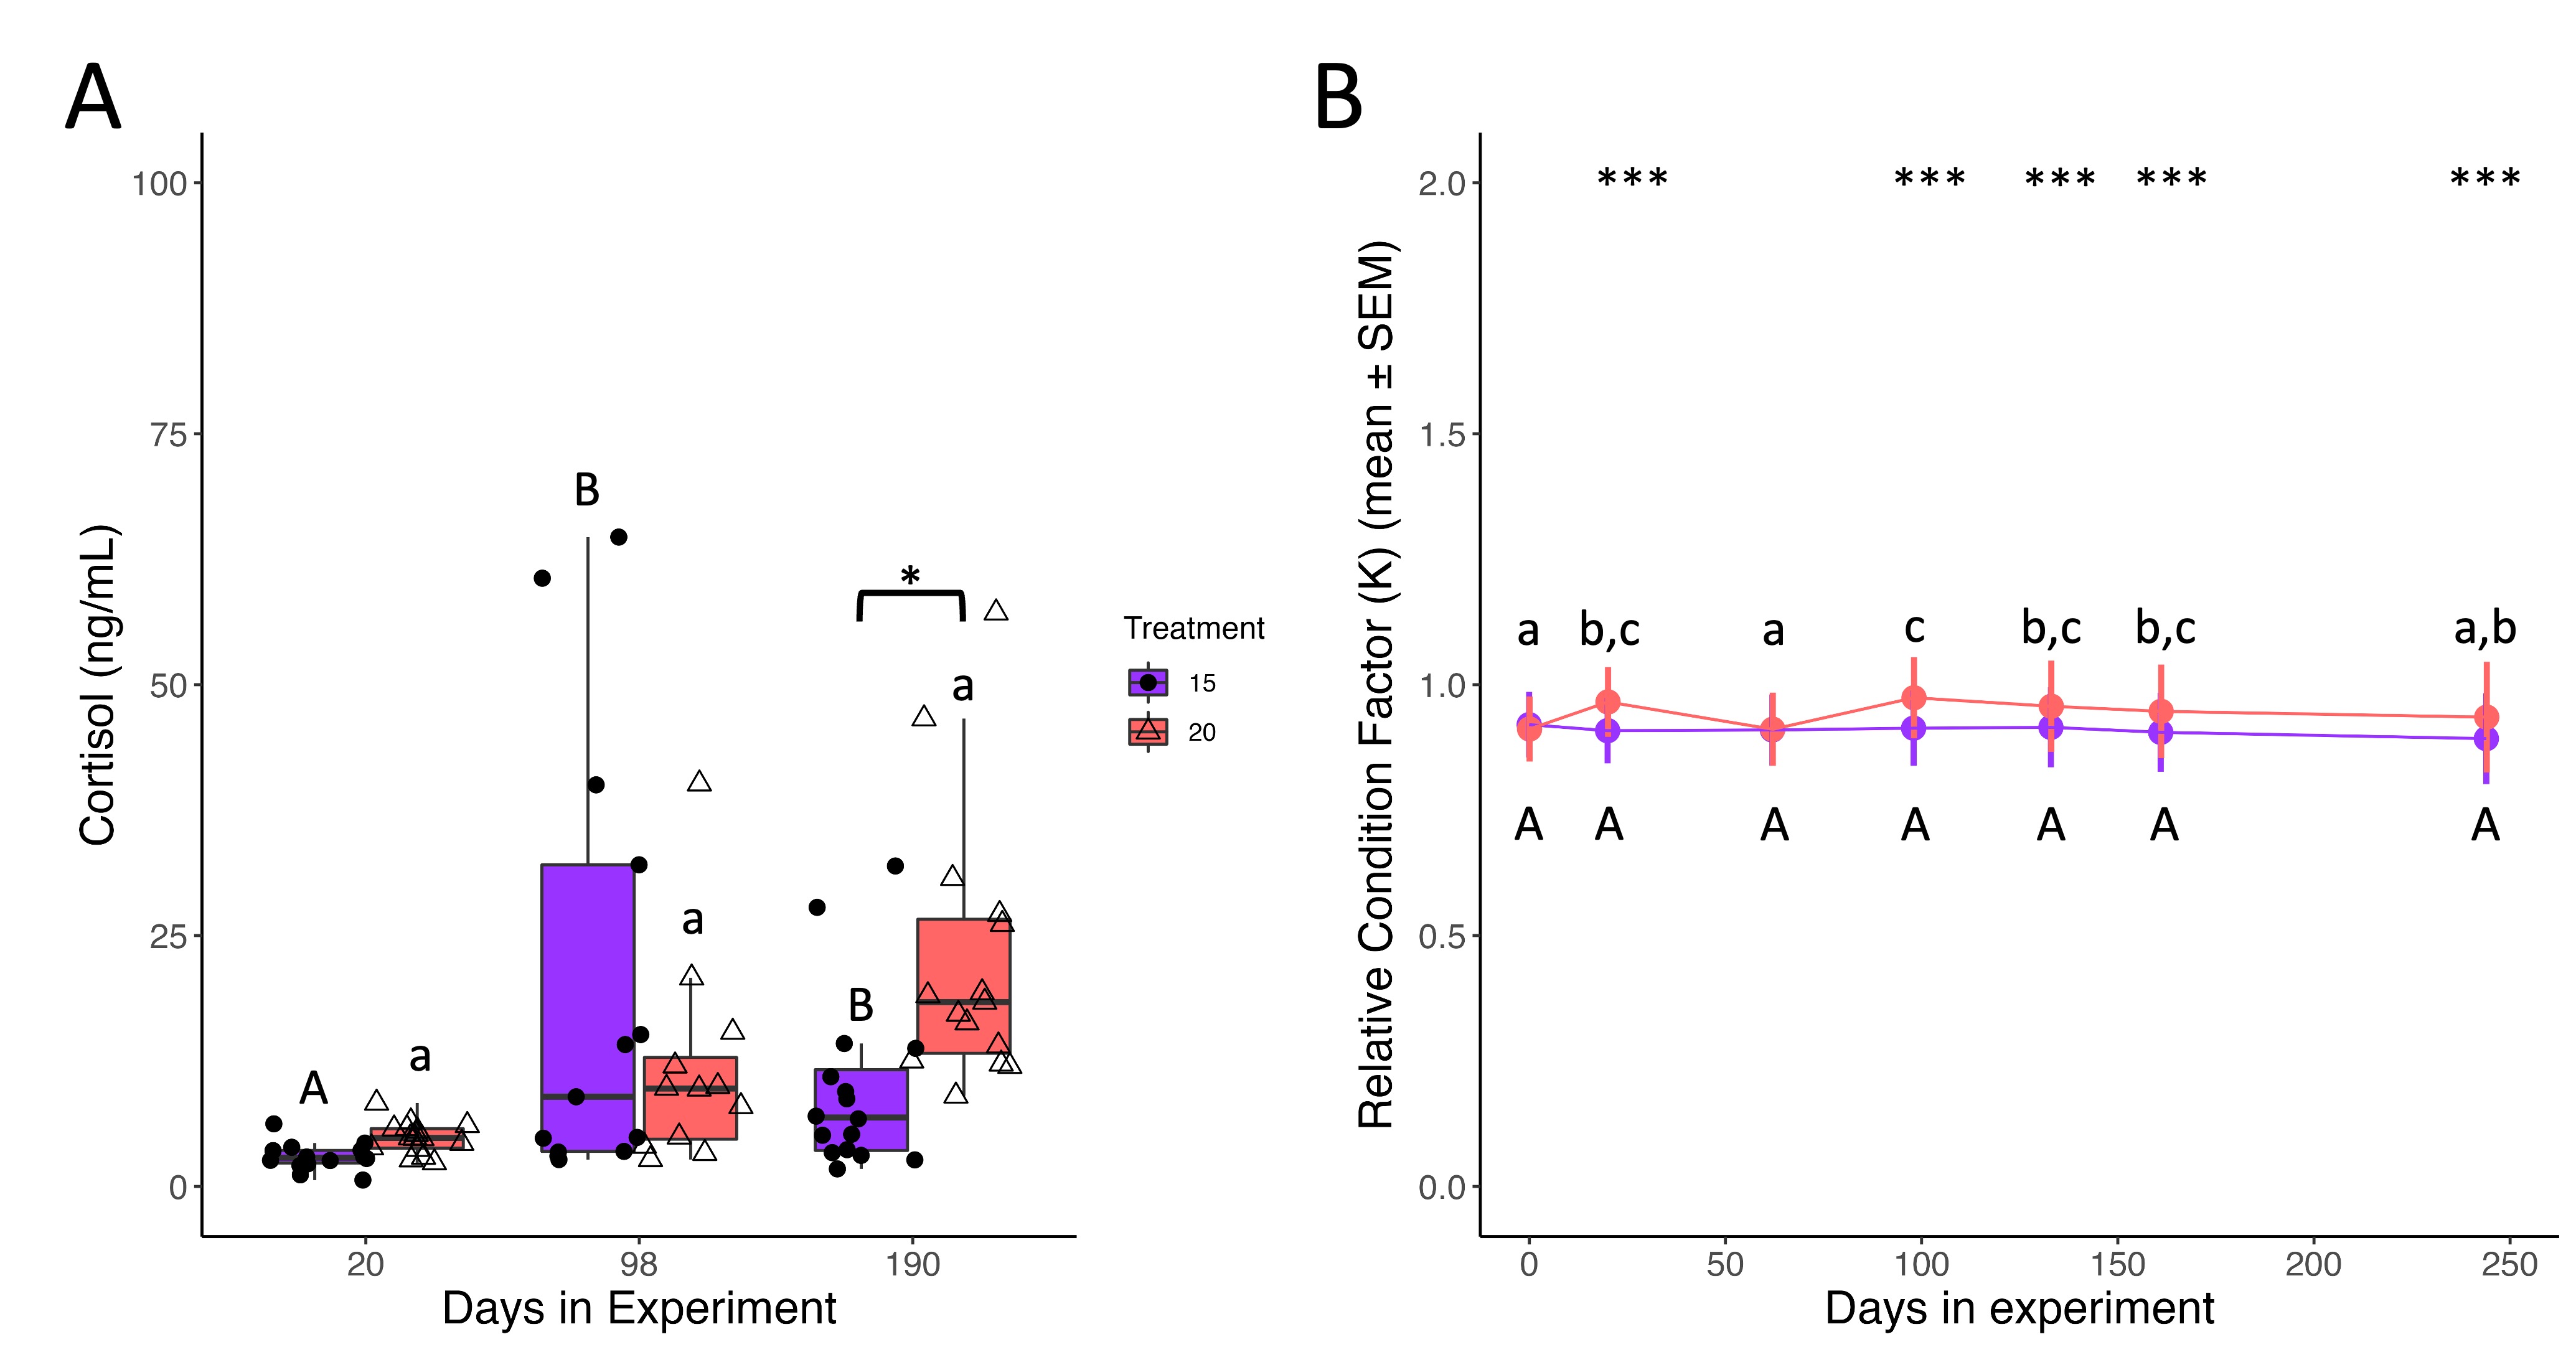 A
100
75
50
25
0
Cortisol (ng/mL)
A
a
B
a
*
B
a
20
98
190
Days in Experiment
Treatment
15
20
B
2.0
1.5
1.0
0.5
0.0
Relative Condition Factor (K) (mean ± SEM)
*** *** *** *** ***
a b,c a c b,c b,c a,b
A A A A A A A
0 50 100 150 200 250
Days in experiment